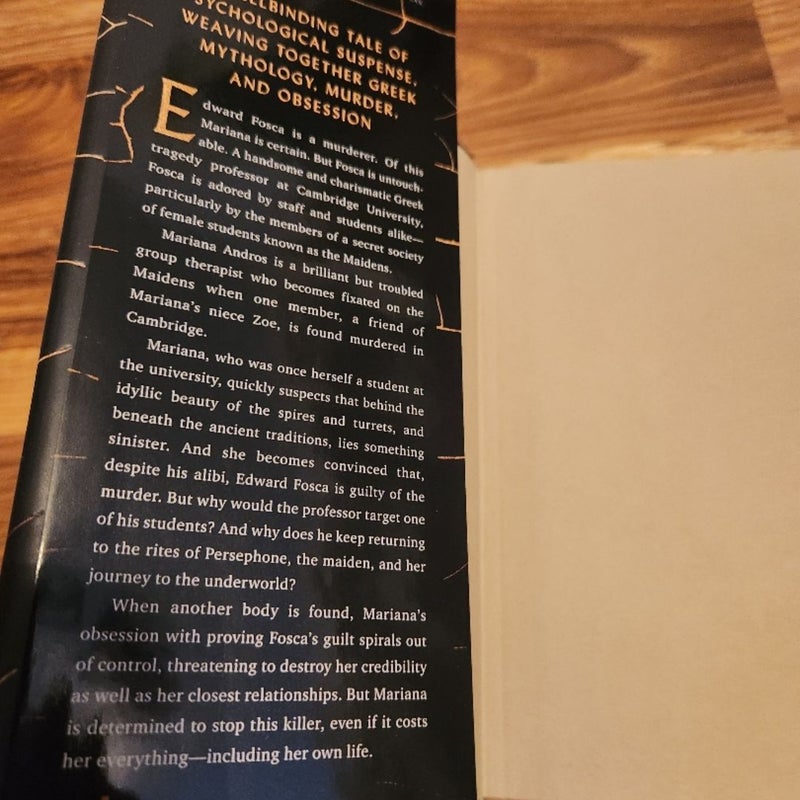 LLBINDING TALE OF
SYCHOLOGICAL SUSPENSE,
WEAVING TOGETHER GREEK
MYTHOLOGY, MURDER,
AND OBSESSION
Edward Fosca is a murderer. Of this
Mariana is certain. But Fosca is untouch-
able. A handsome and charismatic Greek
tragedy professor at Cambridge University,
Fosca is adored by staff and students alike—
particularly by the members of a secret society
of female students known as the Maidens.
Mariana Andros is a brilliant but troubled
group therapist who becomes fixated on the
Maidens when one member, a friend of
Mariana's niece Zoe, is found murdered in
Cambridge.
Mariana, who was once herself a student at
the university, quickly suspects that behind the
idyllic beauty of the spires and turrets, and
beneath the ancient traditions, lies something
sinister. And she becomes convinced that,
despite his alibi, Edward Fosca is guilty of the
murder. But why would the professor target one
of his students? And why does he keep returning
to the rites of Persephone, the maiden, and her
journey to the underworld?
When another body is found, Mariana's
obsession with proving Fosca's guilt spirals out
of control, threatening to destroy her credibility
as well as her closest relationships. But Mariana
is determined to stop this killer, even if it costs
her everything—including her own life.